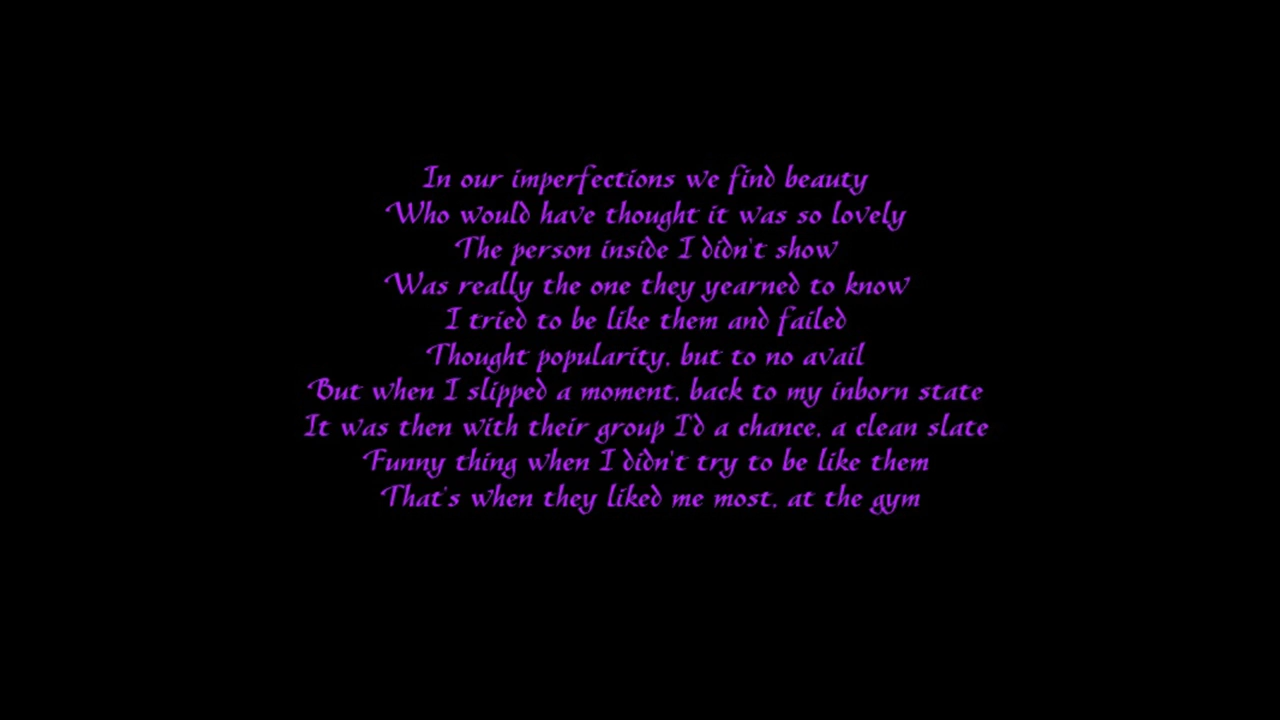 In our imperfections we find beauty
Who would have thought it was so lovely
The person inside I didn't show
Was really the one they yearned to know
I tried to be like them and failed
Thought popularity, but to no avail
But when I slipped a moment, back to my inborn state
It was then with their group I'd a chance, a clean slate
Funny thing when I didn't try to be like them
That's when they liked me most, at the gym